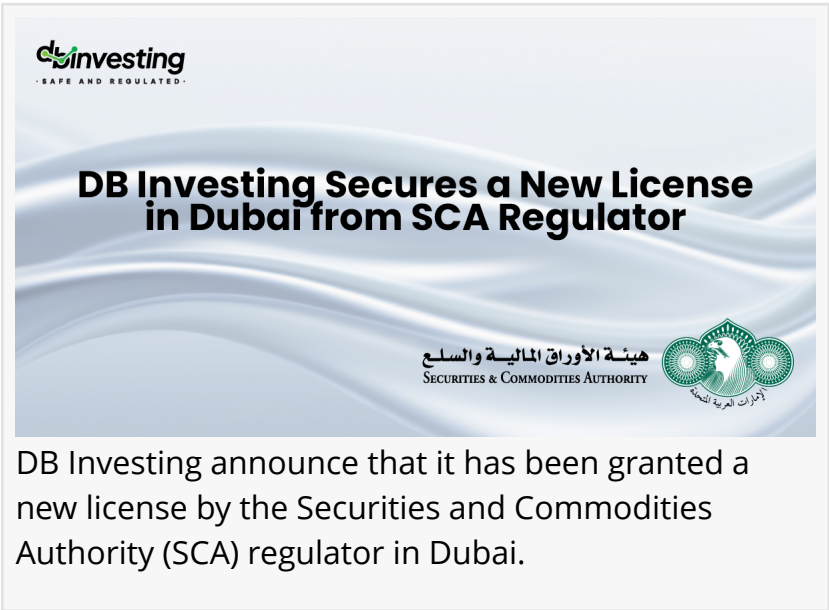 dbinvesting
·SAFE AND REGULATED·
DB Investing Secures a New License
in Dubai from SCA Regulator
هيئة الأوراق المالية والسلع
SECURITIES & COMMODITIES AUTHORITY
الإمارات العربية المتحدة
DB Investing announce that it has been granted a
new license by the Securities and Commodities
Authority (SCA) regulator in Dubai.